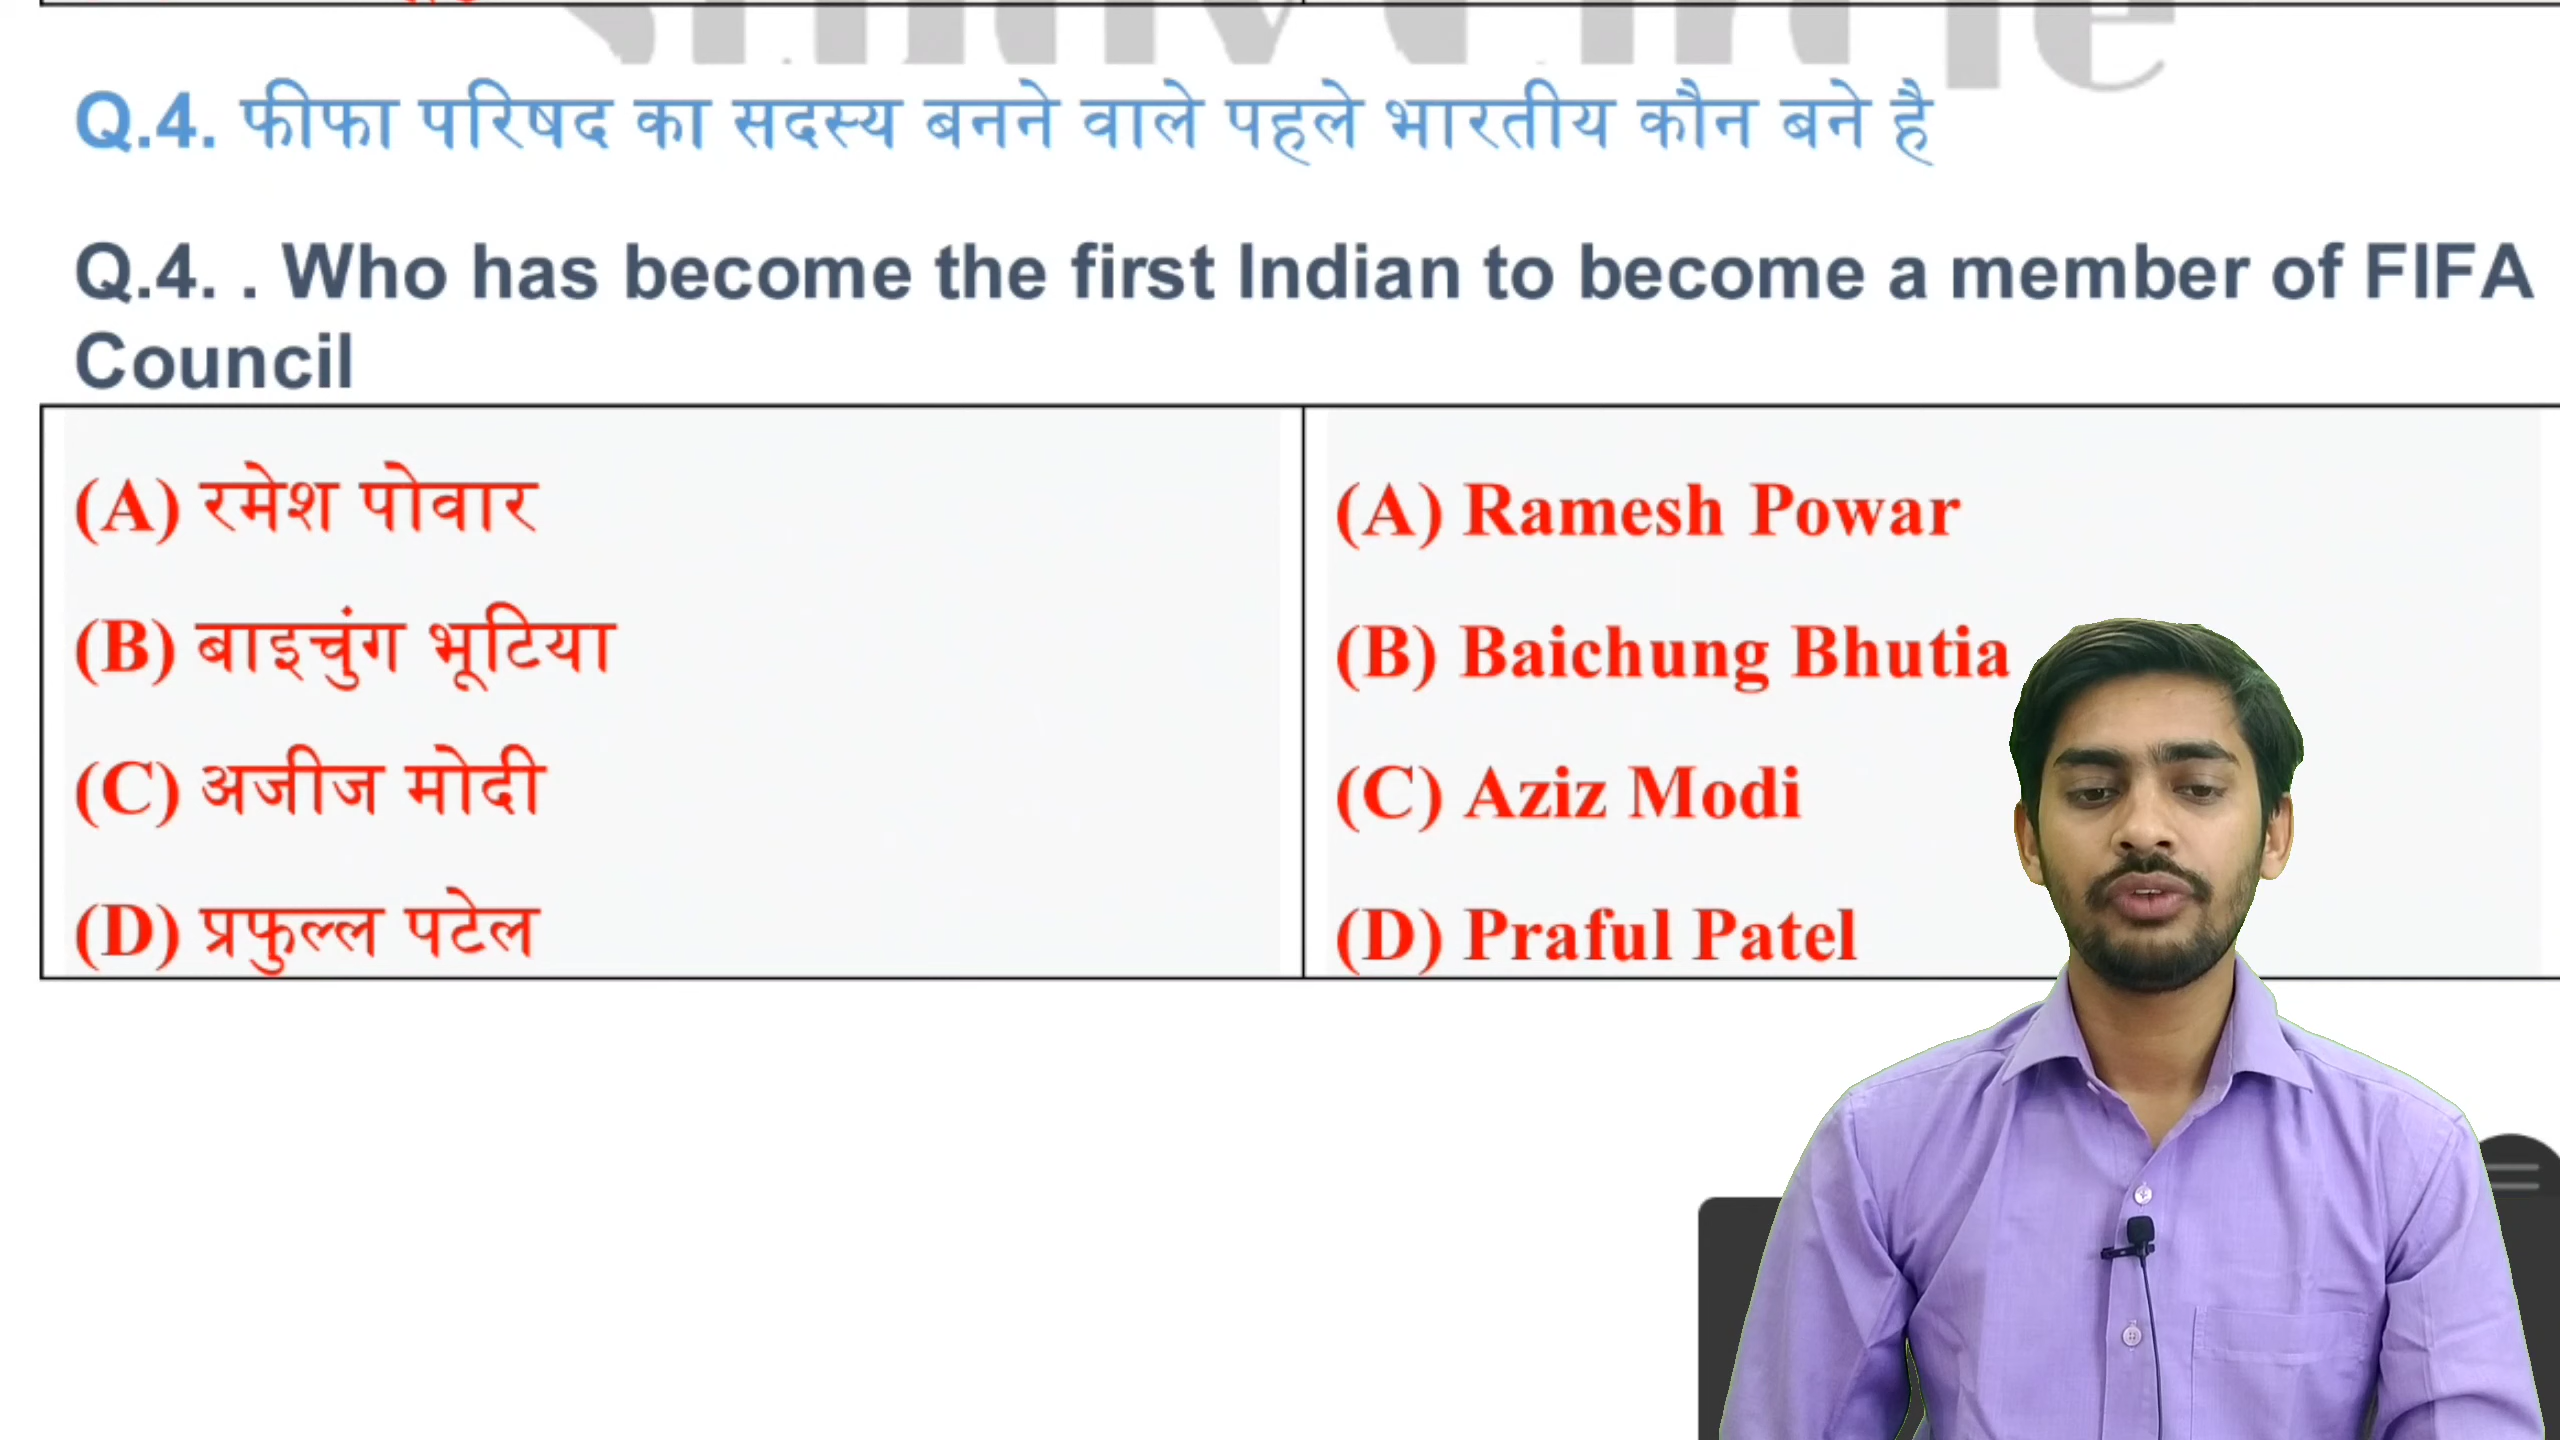 Q.4. फीफा परिषद का सदस्य बनने वाले पहले भारतीय कौन बने है
Q.4. . Who has become the first Indian to become a member of FIFA
Council
(A) रमेश पोवार
(B) बाइचुंग भूटिया
(C) अजीज मोदी
(D) प्रफुल्ल पटेल
(A) Ramesh Powar
(B) Baichung Bhutia
(C) Aziz Modi
(D) Praful Patel